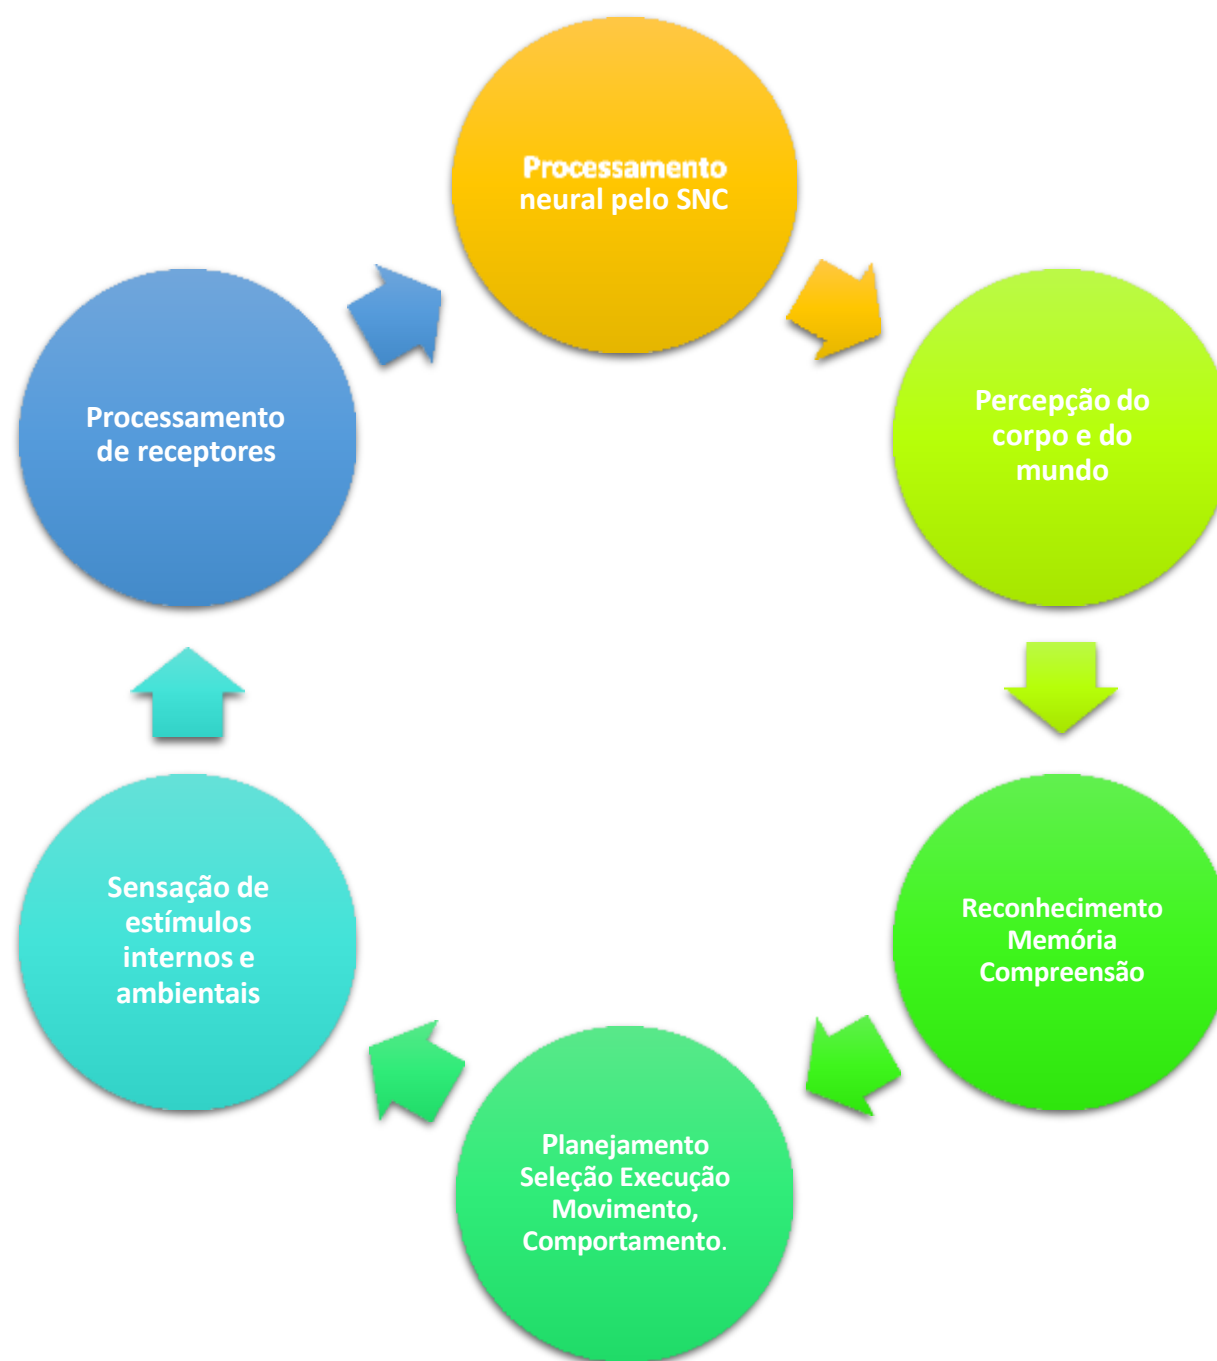 Processamento
neural pelo SNC
Percepção do
corpo e do
mundo
Reconhecimento
Memória
Compreensão
Planejamento
Seleção Execução
Movimento,
Comportamento.
Sensação de
estímulos
internos e
ambientais
Processamento
de receptores